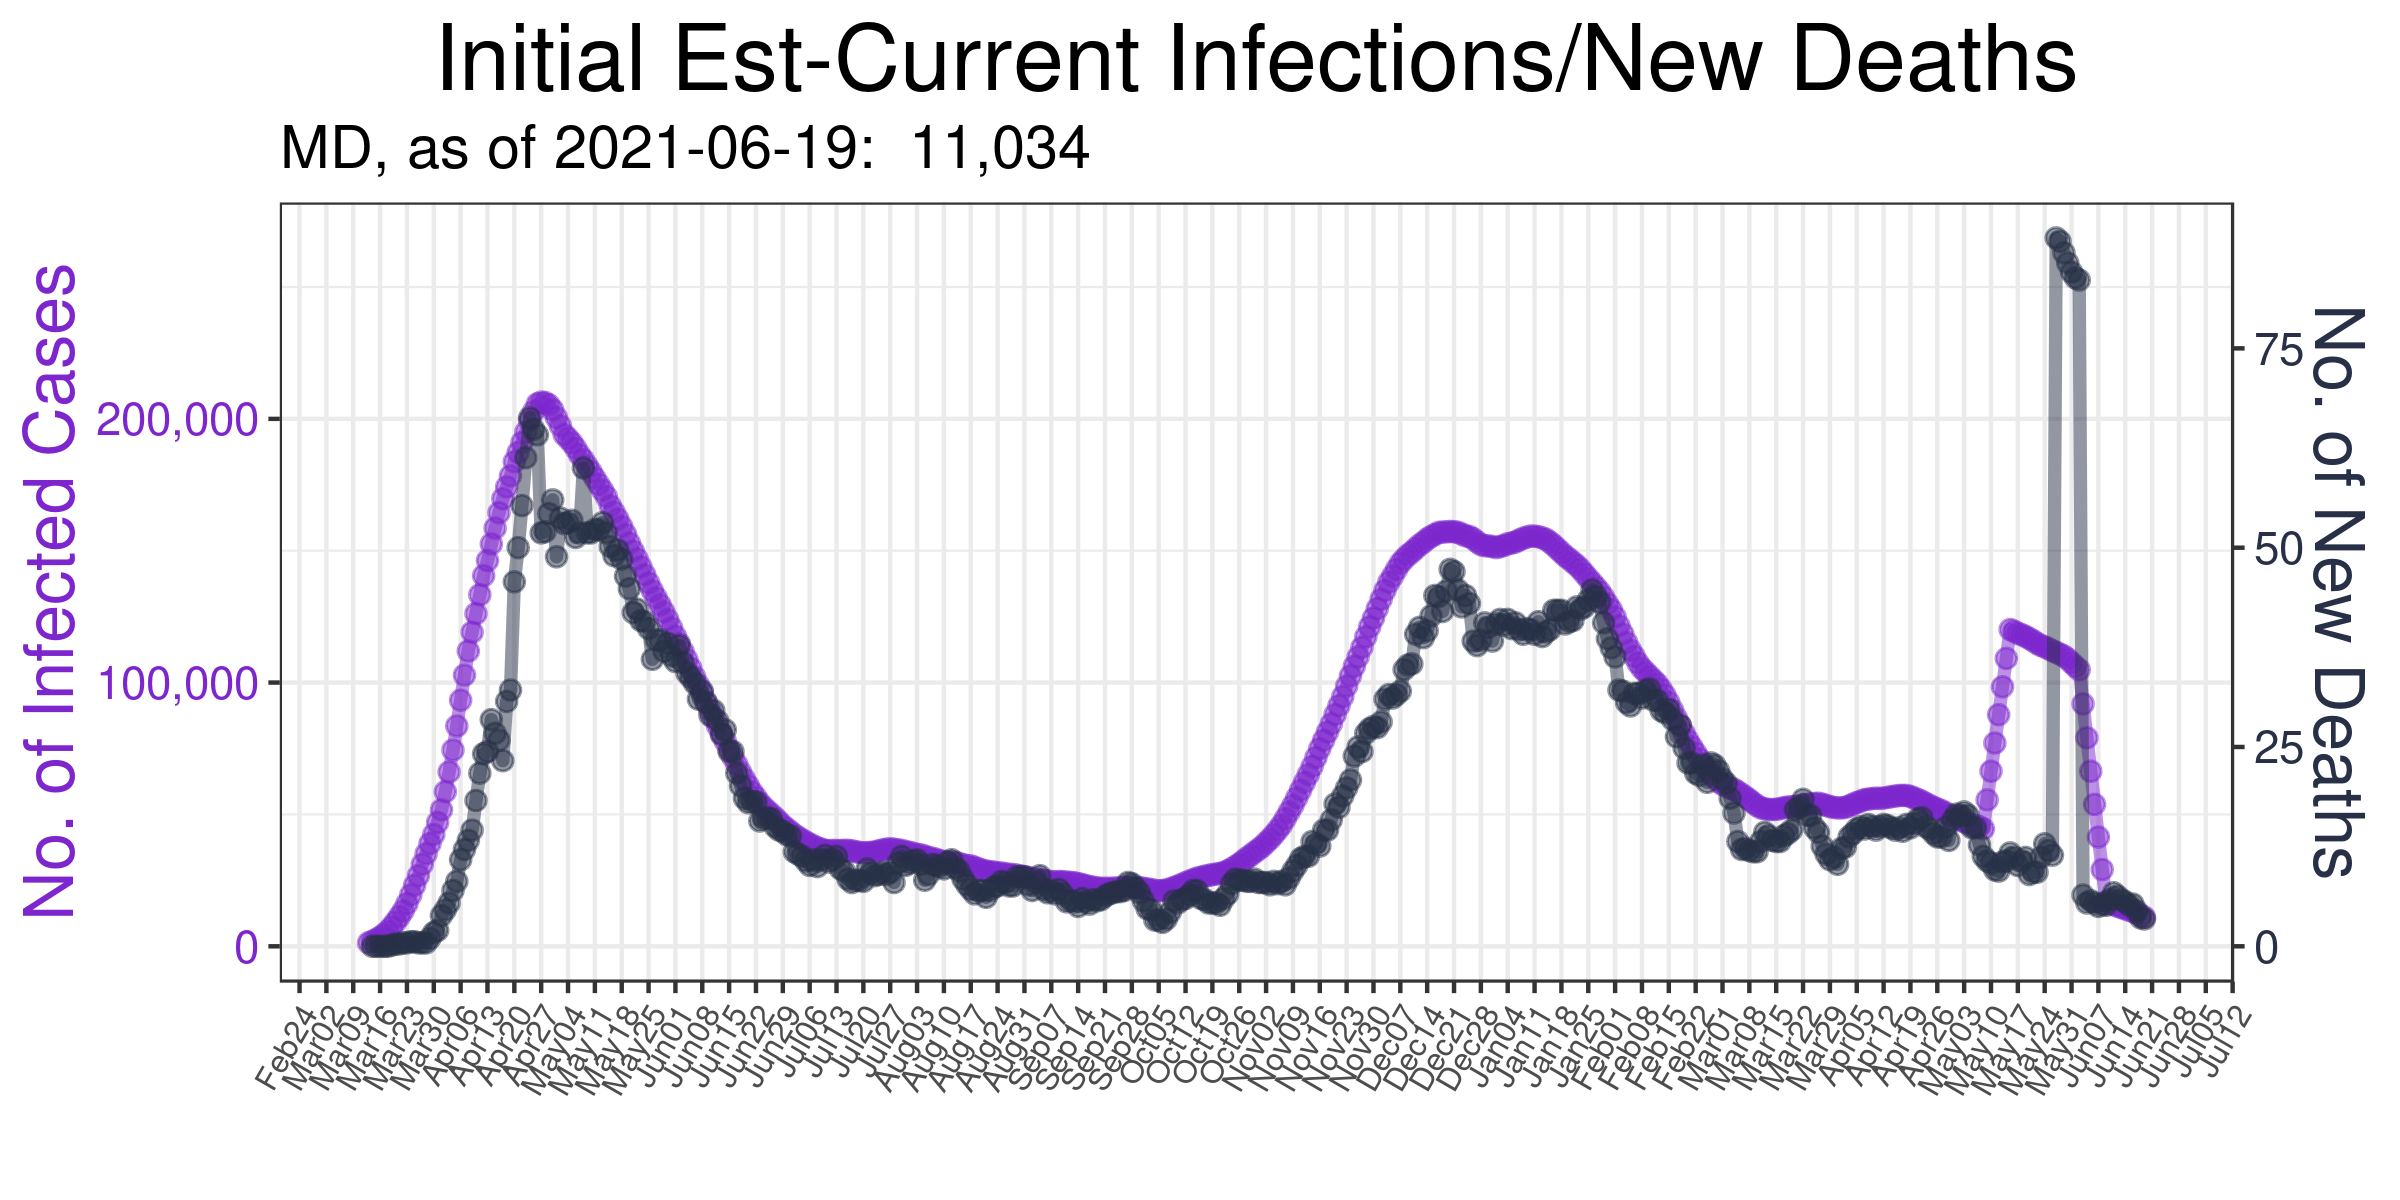 Initial Est-Current Infections/New Deaths
MD, as of 2021-06-19: 11,034
No. of Infected Cases
200,000
100,000
0
75
50
25
0
No. of New Deaths
Feb24
Mar02
Mar09
Mar16
Mar23
Mar30
Apr06
Apr13
Apr20
Apr27
May04
May11
May18
May25
Jun01
Jun08
Jun15
Jun22
Jun29
Jul06
Jul13
Jul20
Jul27
Aug03
Aug10
Aug17
Aug24
Aug31
Sep07
Sep14
Sep21
Sep28
Oct05
Oct12
Oct19
Oct26
Nov02
Nov09
Nov16
Nov23
Nov30
Dec07
Dec14
Dec21
Dec28
Jan04
Jan11
Jan18
Jan25
Feb01
Feb08
Feb15
Feb22
Mar01
Mar08
Mar15
Mar22
Mar29
Apr05
Apr12
Apr19
Apr26
May03
May10
May17
May24
May31
Jun07
Jun14
Jun21
Jun28
Jul05
Jul12